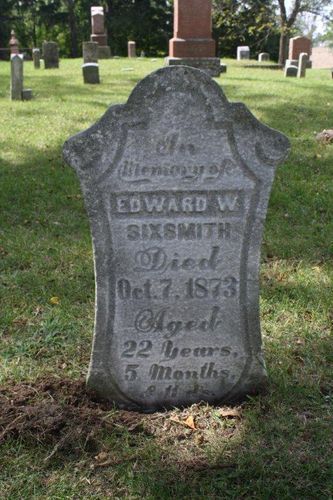 In
Memory of
EDWARD W
SIXSMITH
Died
Oct. 7. 1873
Aged
22 Years,
5 Months
&